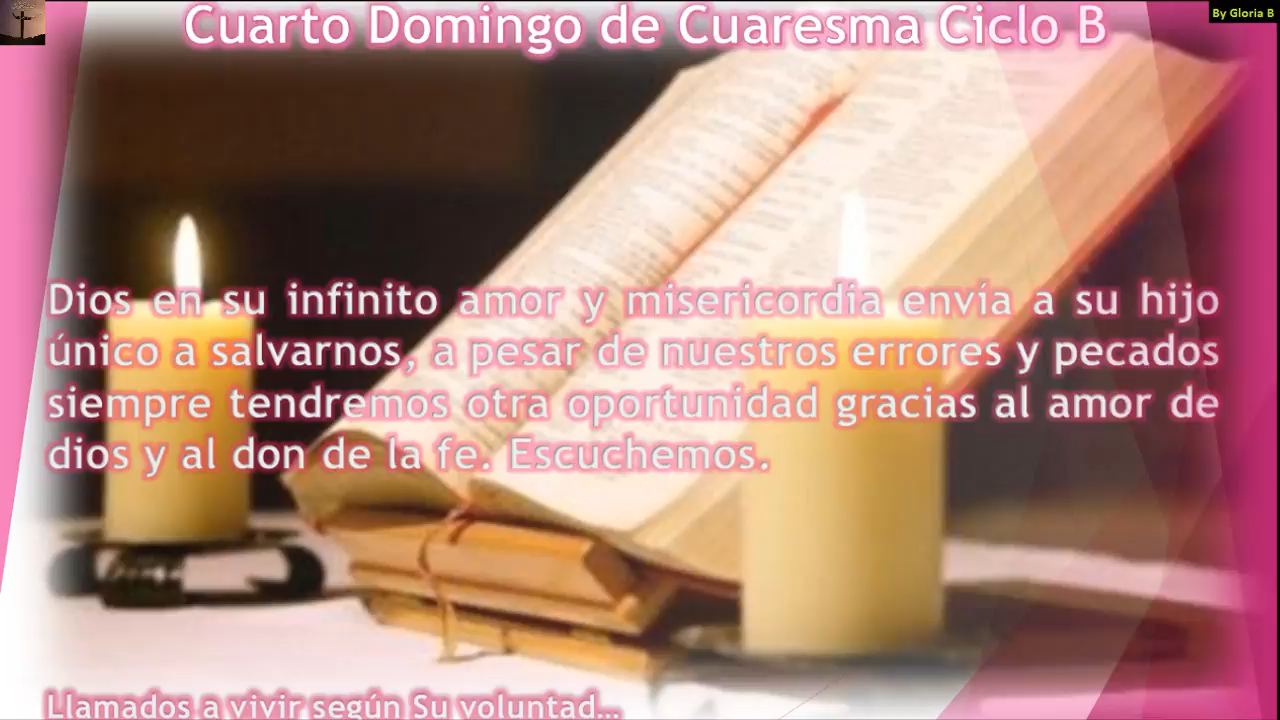 Cuarto Domingo de Cuaresma Ciclo B
By Gloria B
Dios en su infinito amor y misericordia envía a su hijo
único a salvarnos, a pesar de nuestros errores y pecados
siempre tendremos otra oportunidad gracias al amor de
dios y al don de la fe. Escuchemos.
Llamados a vivir según Su voluntad...